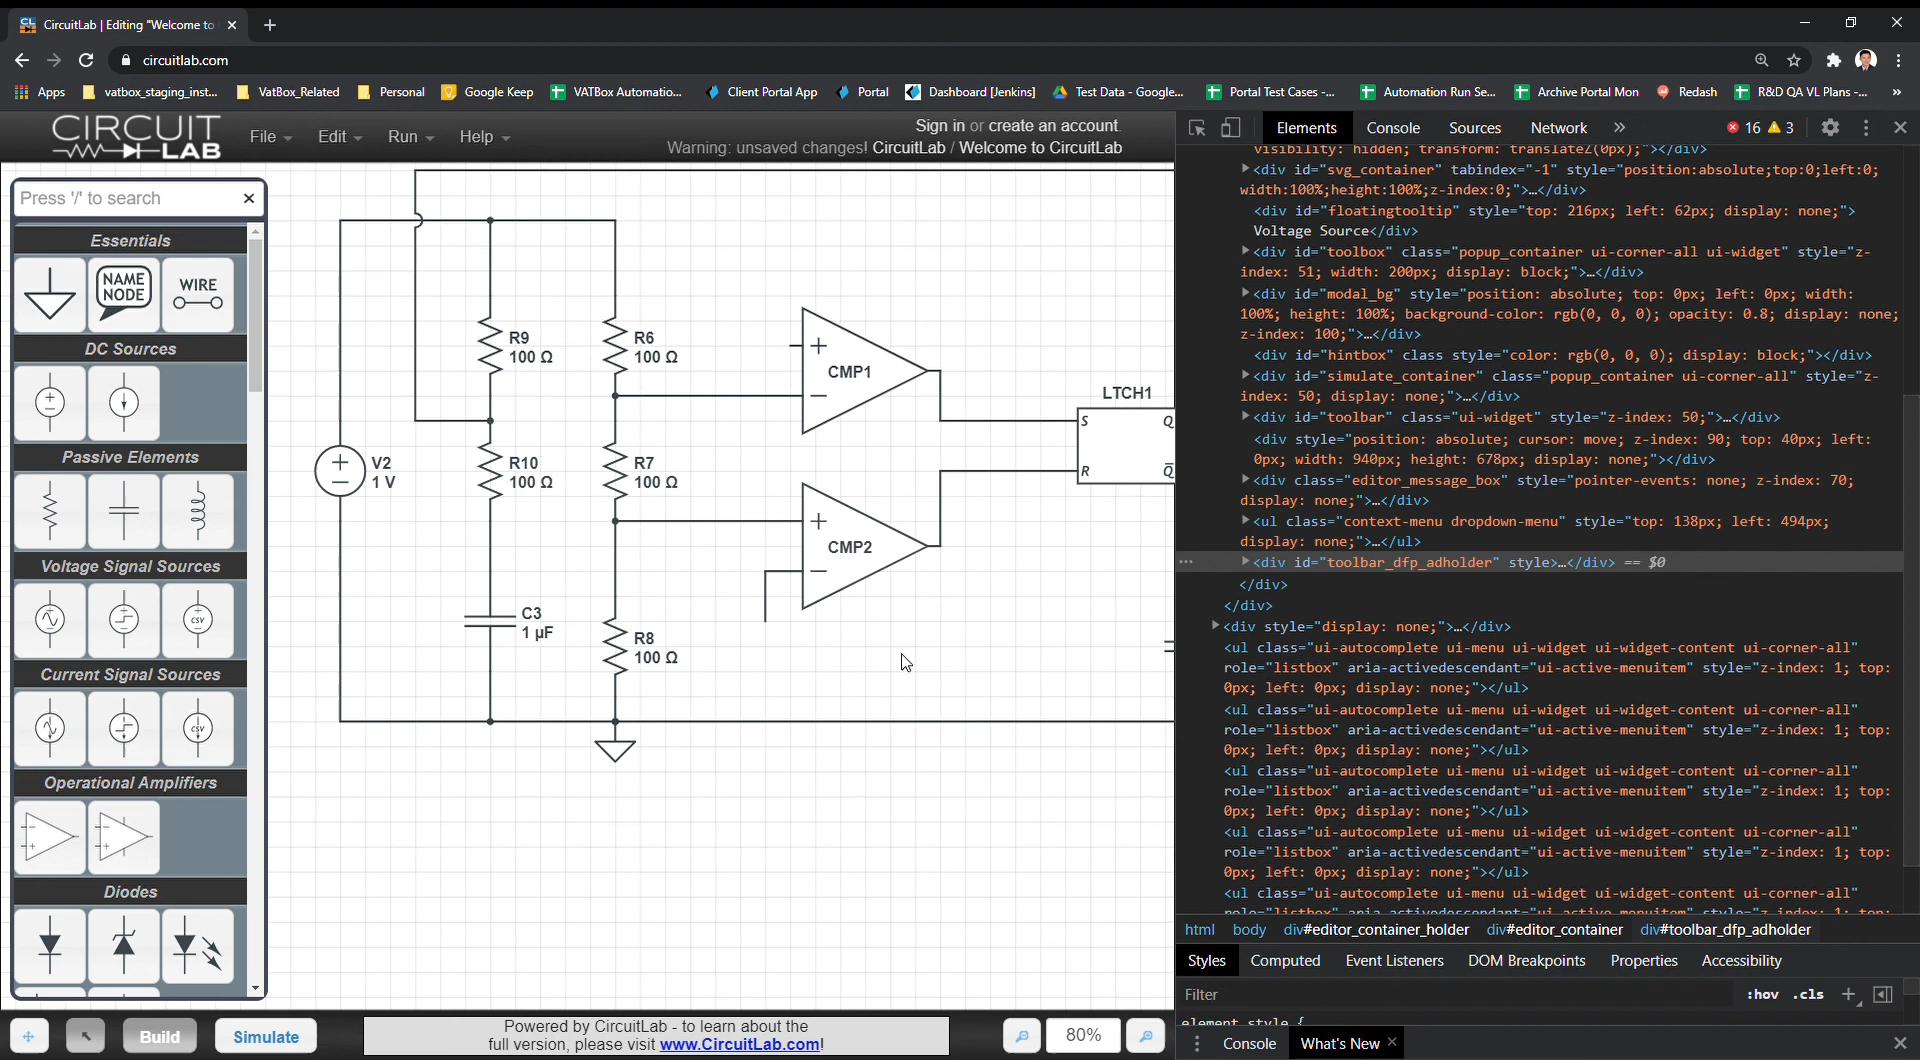 CircuitLab | Editing "Welcome to
circuitlab.com
Apps
vatbox_staging_inst...
VatBox_Related
Personal
Google Keep
VATBox Automatio...
Client Portal App
Portal
Dashboard [Jenkins]
Test Data - Google...
Portal Test Cases -...
Automation Run Se...
Archive Portal Mon
Redash
R&D QA VL Plans -...
»
CIRCUIT
LAB
File
Edit
Run
Help
Sign in or create an account.
Warning: unsaved changes! CircuitLab / Welcome to CircuitLab
Press '/' to search
Essentials
NAME
NODE
WIRE
DC Sources
Passive Elements
Voltage Signal Sources
CSV
Current Signal Sources
CSV
Operational Amplifiers
Diodes
R9
100 Ω
R6
100 Ω
CMP1
LTCH1
S
Q
R
Q̅
V2
1 V
R10
100 Ω
R7
100 Ω
CMP2
C3
1 µF
R8
100 Ω
Build
Simulate
Powered by CircuitLab - to learn about the
full version, please visit www.CircuitLab.com!
80%
Elements
Console
Sources
Network
»
16
3
visibility: hidden; transform: translateZ(0px);"></div>
<div id="svg_container" tabindex="-1" style="position:absolute;top:0;left:0;
width:100%;height:100%;z-index:0;">…</div>
<div id="floatingtooltip" style="top: 216px; left: 62px; display: none;">
Voltage Source</div>
<div id="toolbox" class="popup_container ui-corner-all ui-widget" style="z-
index: 51; width: 200px; display: block;">…</div>
<div id="modal_bg" style="position: absolute; top: 0px; left: 0px; width:
100%; height: 100%; background-color: rgb(0, 0, 0); opacity: 0.8; display: none;
z-index: 100;">…</div>
<div id="hintbox" class style="color: rgb(0, 0, 0); display: block;"></div>
<div id="simulate_container" class="popup_container ui-corner-all" style="z-
index: 50; display: none;">…</div>
<div id="toolbar" class="ui-widget" style="z-index: 50;">…</div>
<div style="position: absolute; cursor: move; z-index: 90; top: 40px; left:
0px; width: 940px; height: 678px; display: none;"></div>
<div class="editor_message_box" style="pointer-events: none; z-index: 70;
display: none;">…</div>
<ul class="context-menu dropdown-menu" style="top: 138px; left: 494px;
display: none;">…</ul>
<div id="toolbar_dfp_adholder" style>…</div> == $0
</div>
</div>
<div style="display: none;">…</div>
<ul class="ui-autocomplete ui-menu ui-widget ui-widget-content ui-corner-all"
role="listbox" aria-activedescendant="ui-active-menuitem" style="z-index: 1; top:
0px; left: 0px; display: none;"></ul>
<ul class="ui-autocomplete ui-menu ui-widget ui-widget-content ui-corner-all"
role="listbox" aria-activedescendant="ui-active-menuitem" style="z-index: 1; top:
0px; left: 0px; display: none;"></ul>
<ul class="ui-autocomplete ui-menu ui-widget ui-widget-content ui-corner-all"
role="listbox" aria-activedescendant="ui-active-menuitem" style="z-index: 1; top:
0px; left: 0px; display: none;"></ul>
<ul class="ui-autocomplete ui-menu ui-widget ui-widget-content ui-corner-all"
role="listbox" aria-activedescendant="ui-active-menuitem" style="z-index: 1; top:
0px; left: 0px; display: none;"></ul>
<ul class="ui-autocomplete ui-menu ui-widget ui-widget-content ui-corner-all"
role="listbox" aria-activedescendant="ui-active-menuitem" style="z-index: 1; top:
html
body
div#editor_container_holder
div#editor_container
div#toolbar_dfp_adholder
Styles
Computed
Event Listeners
DOM Breakpoints
Properties
Accessibility
Filter
:hov
.cls
element.style {
Console
What's New